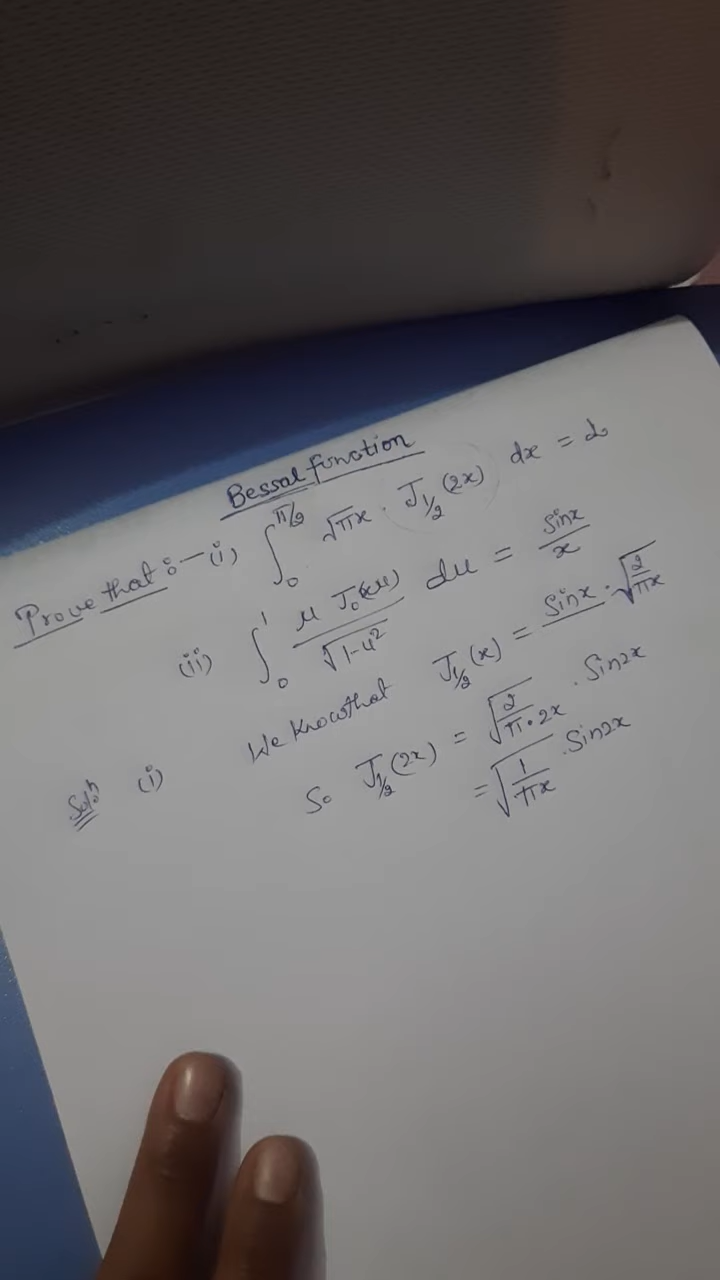 Bessal function
Prove that :- (i) ∫₀^{π/2} √πx · J_{1/2}(2x) dx = 1
(ii) ∫₀¹ u J₀(xu) / √1-u² du = sinx / x
Solⁿ (i) We Know that J_{1/2}(x) = sinx · √2/πx
So J_{1/2}(2x) = √2/π·2x · Sin2x
= √1/πx · Sin2x